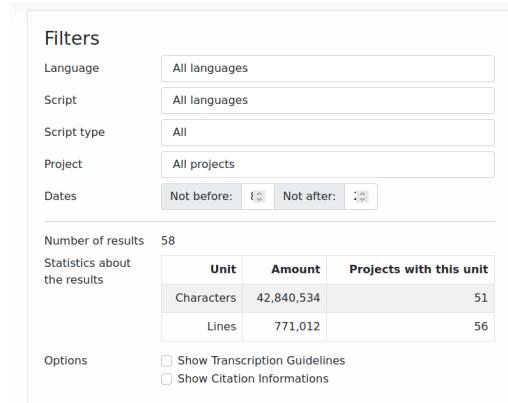 Filters
Language All languages
Script All languages
Script type All
Project All projects
Dates Not before: Not after:
Number of results 58
Statistics about
the results
Unit Amount Projects with this unit
Characters 42,840,534 51
Lines 771,012 56
Options Show Transcription Guidelines
Show Citation Informations